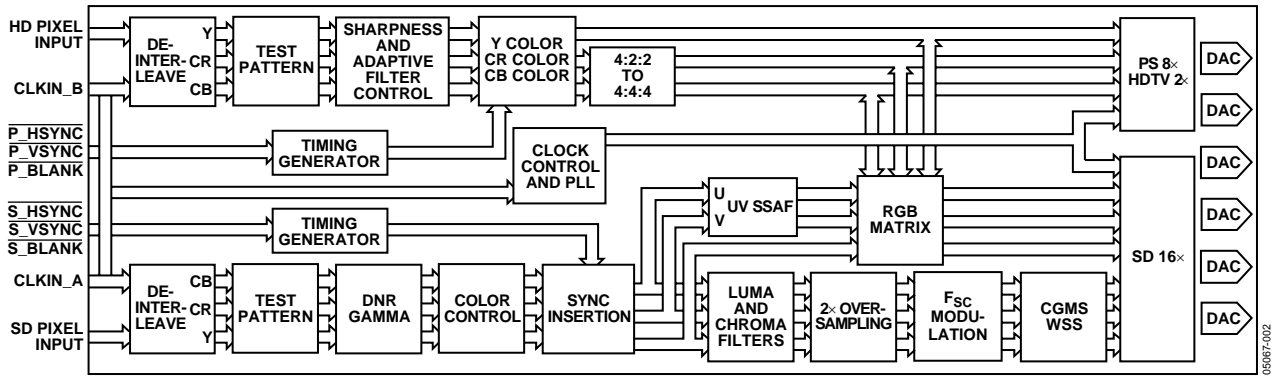 HD PIXEL
INPUT
CLKIN_B
P_HSYNC
P_VSYNC
P_BLANK
S_HSYNC
S_VSYNC
S_BLANK
CLKIN_A
SD PIXEL
INPUT
DE-
INTER-
LEAVE
Y
CR
CB
TEST
PATTERN
SHARPNESS
AND
ADAPTIVE
FILTER
CONTROL
Y COLOR
CR COLOR
CB COLOR
4:2:2
TO
4:4:4
PS 8×
HDTV 2×
TIMING
GENERATOR
CLOCK
CONTROL
AND PLL
TIMING
GENERATOR
U
V
UV SSAF
RGB
MATRIX
SD 16×
DE-
INTER-
LEAVE
CB
CR
Y
TEST
PATTERN
DNR
GAMMA
COLOR
CONTROL
SYNC
INSERTION
LUMA
AND
CHROMA
FILTERS
2× OVER-
SAMPLING
FSC
MODU-
LATION
CGMS
WSS
DAC
DAC
DAC
DAC
DAC
DAC
05067-002